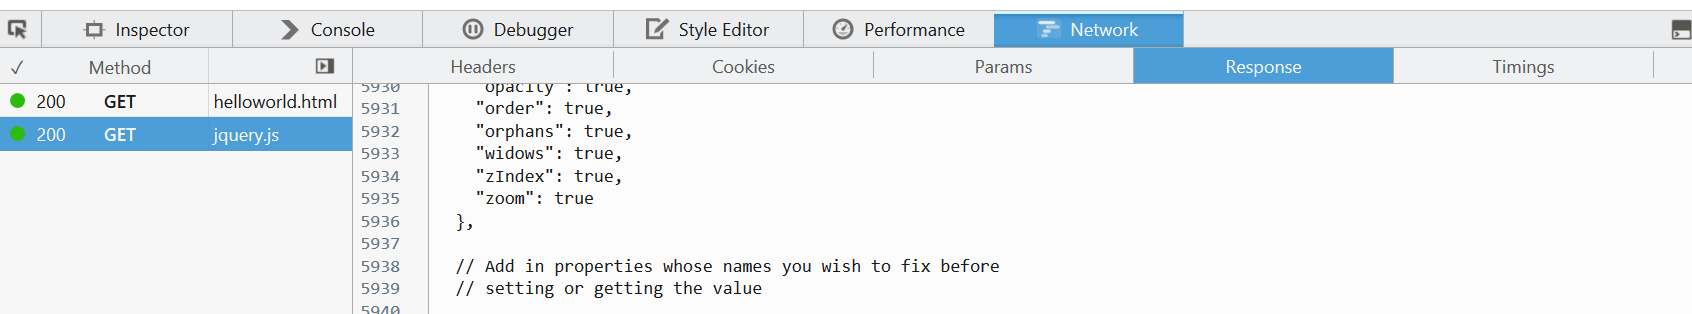 Inspector Console Debugger Style Editor Performance Network
✓ Method Headers Cookies Params Response Timings
200 GET helloworld.html
200 GET jquery.js
5930 "opacity": true,
5931 "order": true,
5932 "orphans": true,
5933 "widows": true,
5934 "zIndex": true,
5935 "zoom": true
5936 },
5937
5938 // Add in properties whose names you wish to fix before
5939 // setting or getting the value
5940